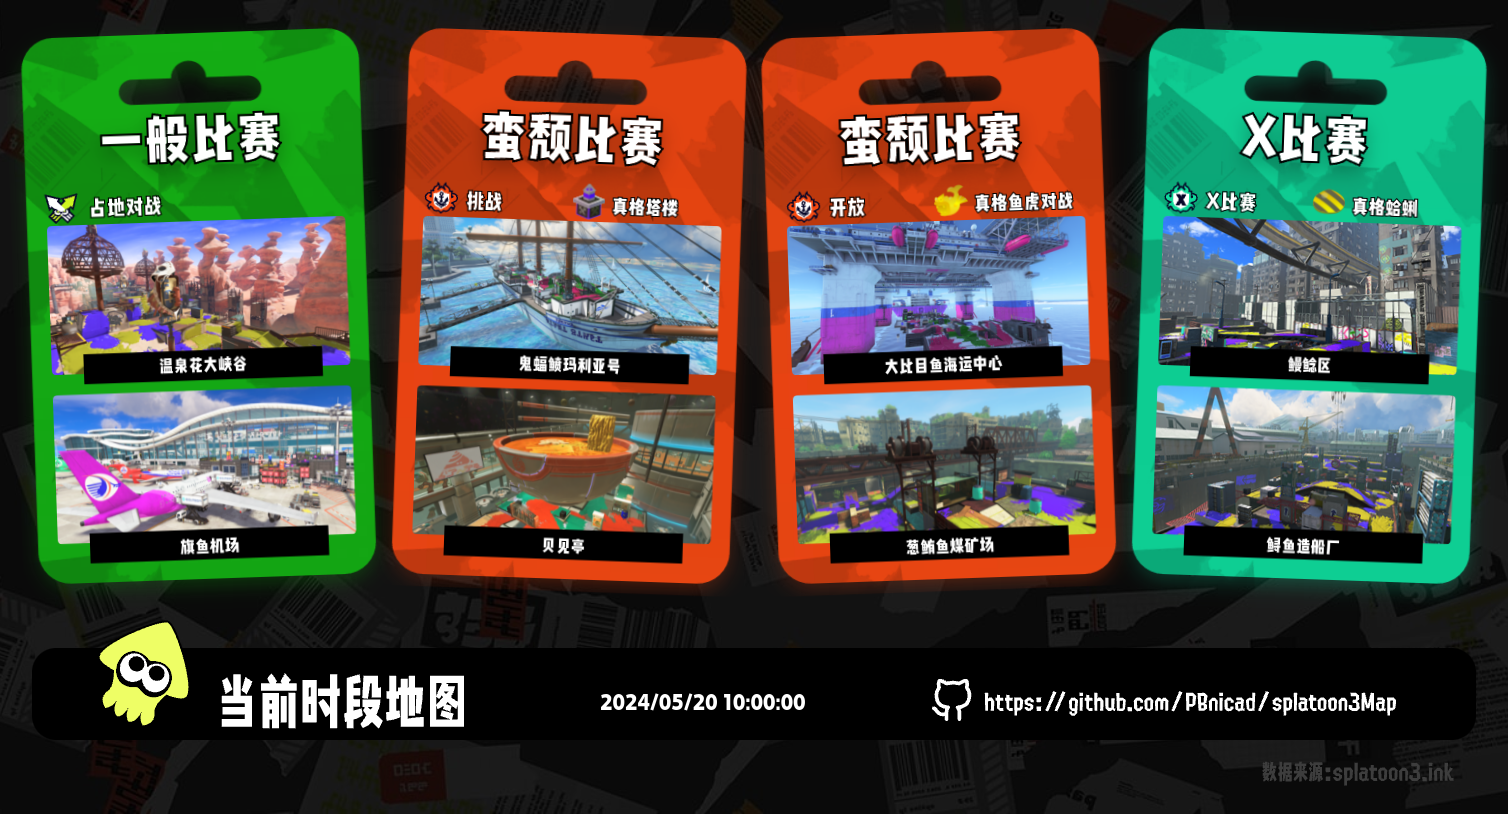 一般比赛
占地对战
温泉花大峡谷
旗鱼机场
蛮颓比赛
挑战
真格塔楼
鬼蝠鲼玛利亚号
贝见亭
蛮颓比赛
开放
真格鱼虎对战
大比目鱼海运中心
葱鲔鱼煤矿场
X比赛
X比赛
真格蛤蜊
鳗鲶区
鲟鱼造船厂
当前时段地图
2024/05/20 10:00:00
https://github.com/PBnicad/splatoon3Map
数据来源:splatoon3.ink